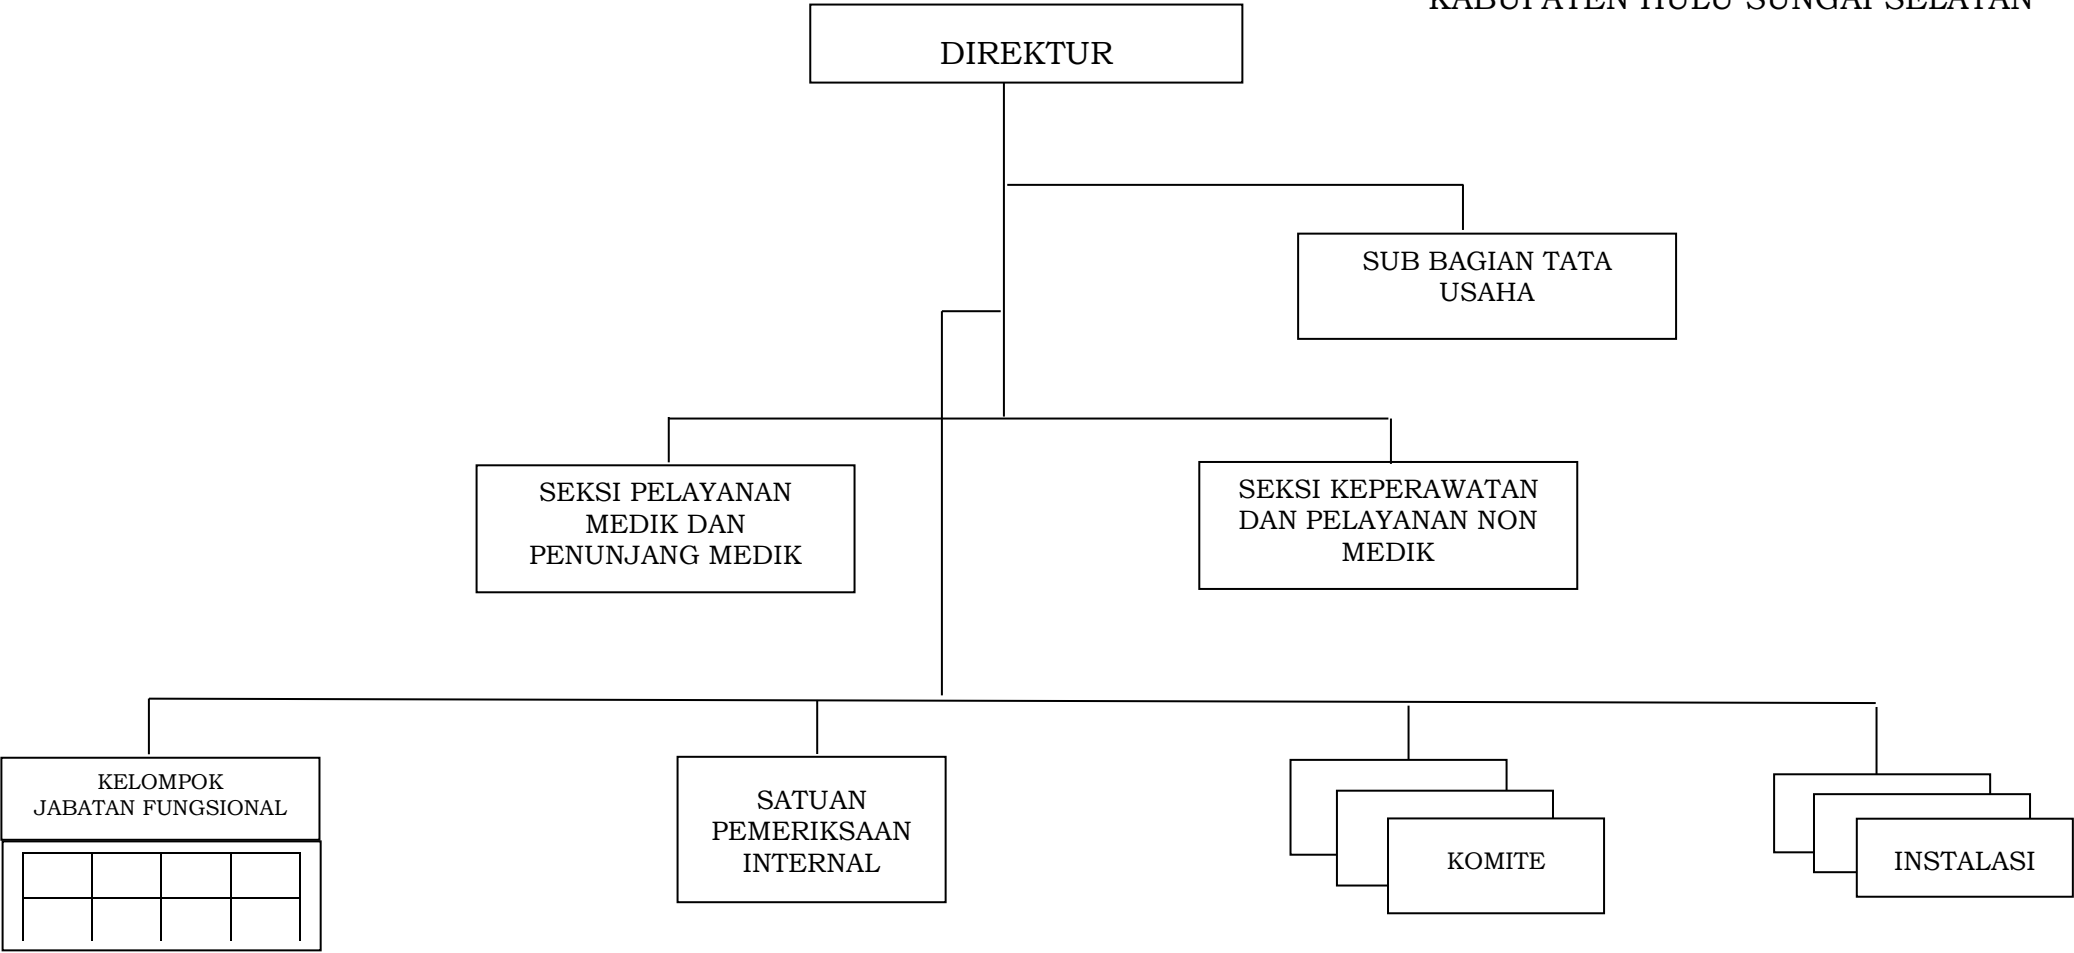 KABUPATEN HULU SUNGAI SELATAN
DIREKTUR
SUB BAGIAN TATA
USAHA
SEKSI PELAYANAN
MEDIK DAN
PENUNJANG MEDIK
SEKSI KEPERAWATAN
DAN PELAYANAN NON
MEDIK
KELOMPOK
JABATAN FUNGSIONAL
SATUAN
PEMERIKSAAN
INTERNAL
KOMITE
INSTALASI